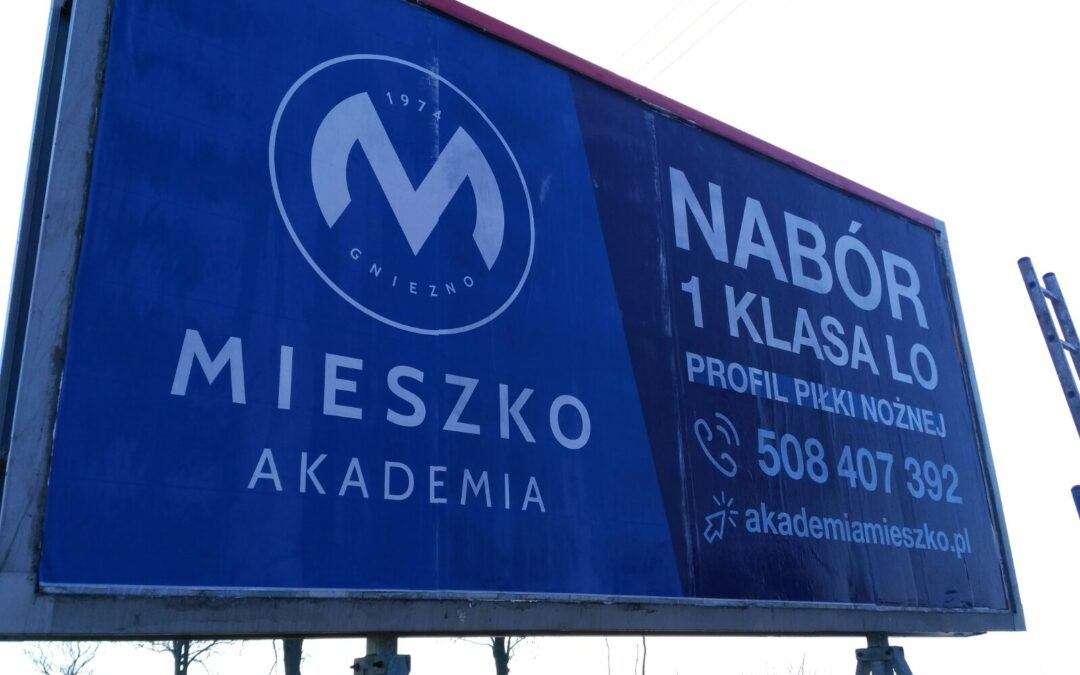 1974
GNIEZNO
MIESZKO
AKADEMIA
NABÓR
1 KLASA LO
PROFIL PIŁKI NOŻNEJ
508 407 392
akademiamieszko.pl